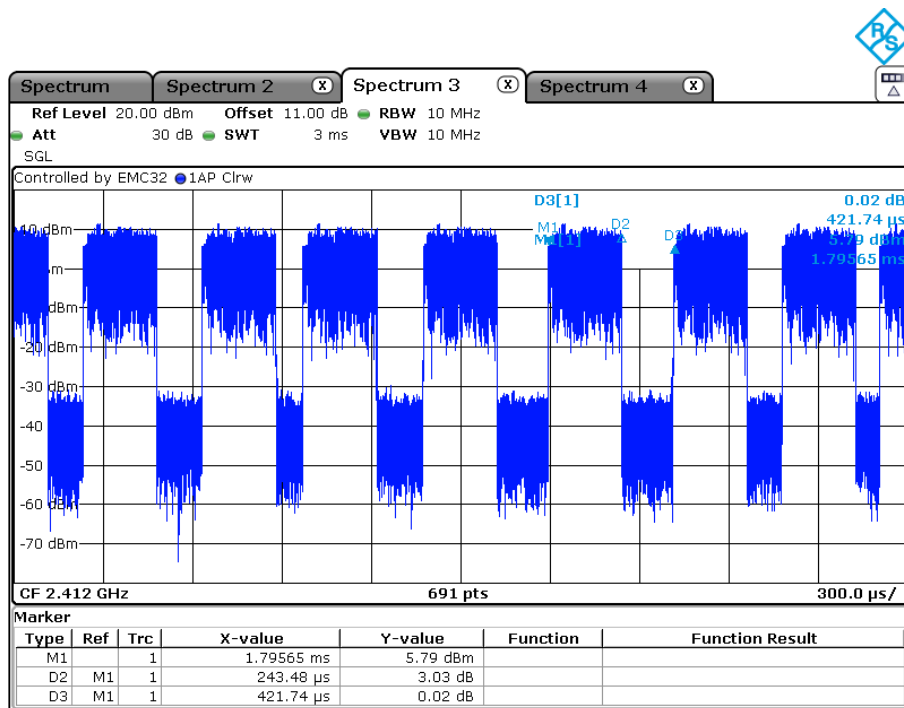 R S
Spectrum Spectrum 2 X Spectrum 3 X Spectrum 4 X
Ref Level 20.00 dBm Offset 11.00 dB RBW 10 MHz
Att 30 dB SWT 3 ms VBW 10 MHz
SGL
Controlled by EMC32 1AP Clrw
D3[1] 0.02 dB
421.74 µs
M1[1] 5.79 dBm
1.79565 ms
M1 D2 D3
10 dBm
dBm
dBm
-20 dBm
-30 dBm
-40
-50
-60 dBm
-70 dBm
CF 2.412 GHz 691 pts 300.0 µs/
Marker
Type Ref Trc X-value Y-value Function Function Result
M1 1 1.79565 ms 5.79 dBm
D2 M1 1 243.48 µs 3.03 dB
D3 M1 1 421.74 µs 0.02 dB